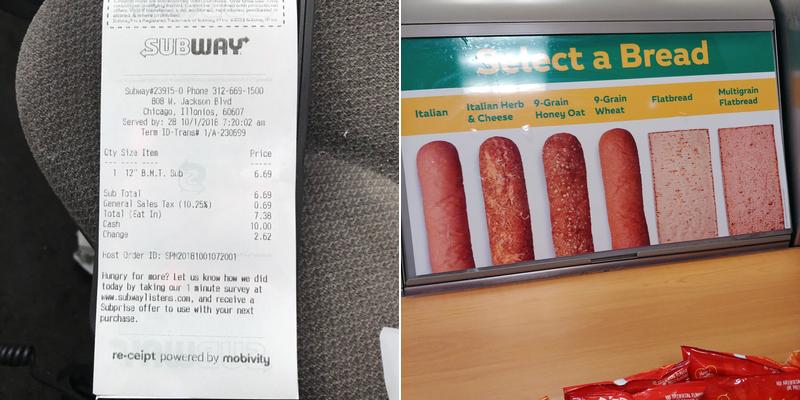 SUBWAY
Subway#23915-0 Phone 312-669-1500
808 W. Jackson Blvd
Chicago, Illonios, 60607
Served by: 28 10/1/2018 7:20:02 am
Term ID-Trans# 1/A-230699
Qty Size Item Price
1 12" B.M.T. Sub 6.69
Sub Total 6.69
General Sales Tax (10.25%) 0.69
Total (Eat In) 7.38
Cash 10.00
Change 2.62
Host Order ID: SPM20181001072001
Hungry for more? Let us know how we did
today by taking our 1 minute survey at
www.subwaylistens.com, and receive a
Subprise offer to use with your next
purchase.
re-ceipt powered by mobivity
Select a Bread
Italian
Italian Herb
& Cheese
9-Grain
Honey Oat
9-Grain
Wheat
Flatbread
Multigrain
Flatbread